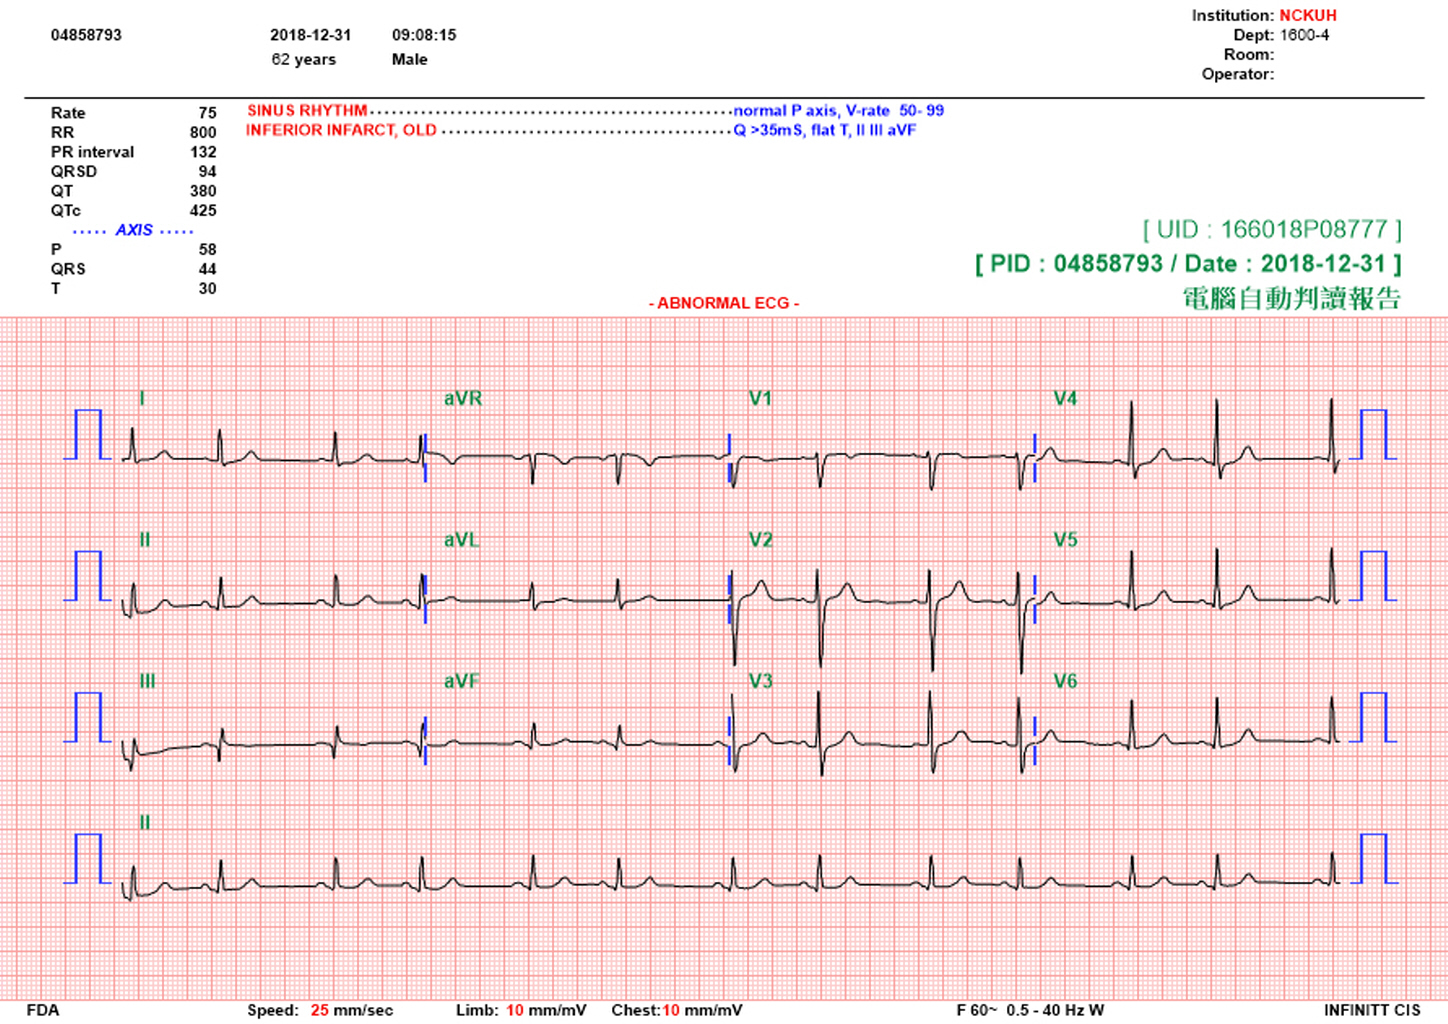 Institution: NCKUH
04858793 2018-12-31 09:08:15 Dept: 1600-4
62 years Male Room:
Operator:
Rate 75 SINUS RHYTHM ........................................ normal P axis, V-rate 50- 99
RR 800 INFERIOR INFARCT, OLD ................................ Q >35mS, flat T, II III aVF
PR interval 132
QRSD 94
QT 380
QTc 425
..... AXIS .....
P 58
QRS 44
T 30
[ UID : 166018P08777 ]
[ PID : 04858793 / Date : 2018-12-31 ]
電腦自動判讀報告
- ABNORMAL ECG -
I aVR V1 V4
II aVL V2 V5
III aVF V3 V6
II
FDA Speed: 25 mm/sec Limb: 10 mm/mV Chest:10 mm/mV F 60~ 0.5 - 40 Hz W INFINITT CIS